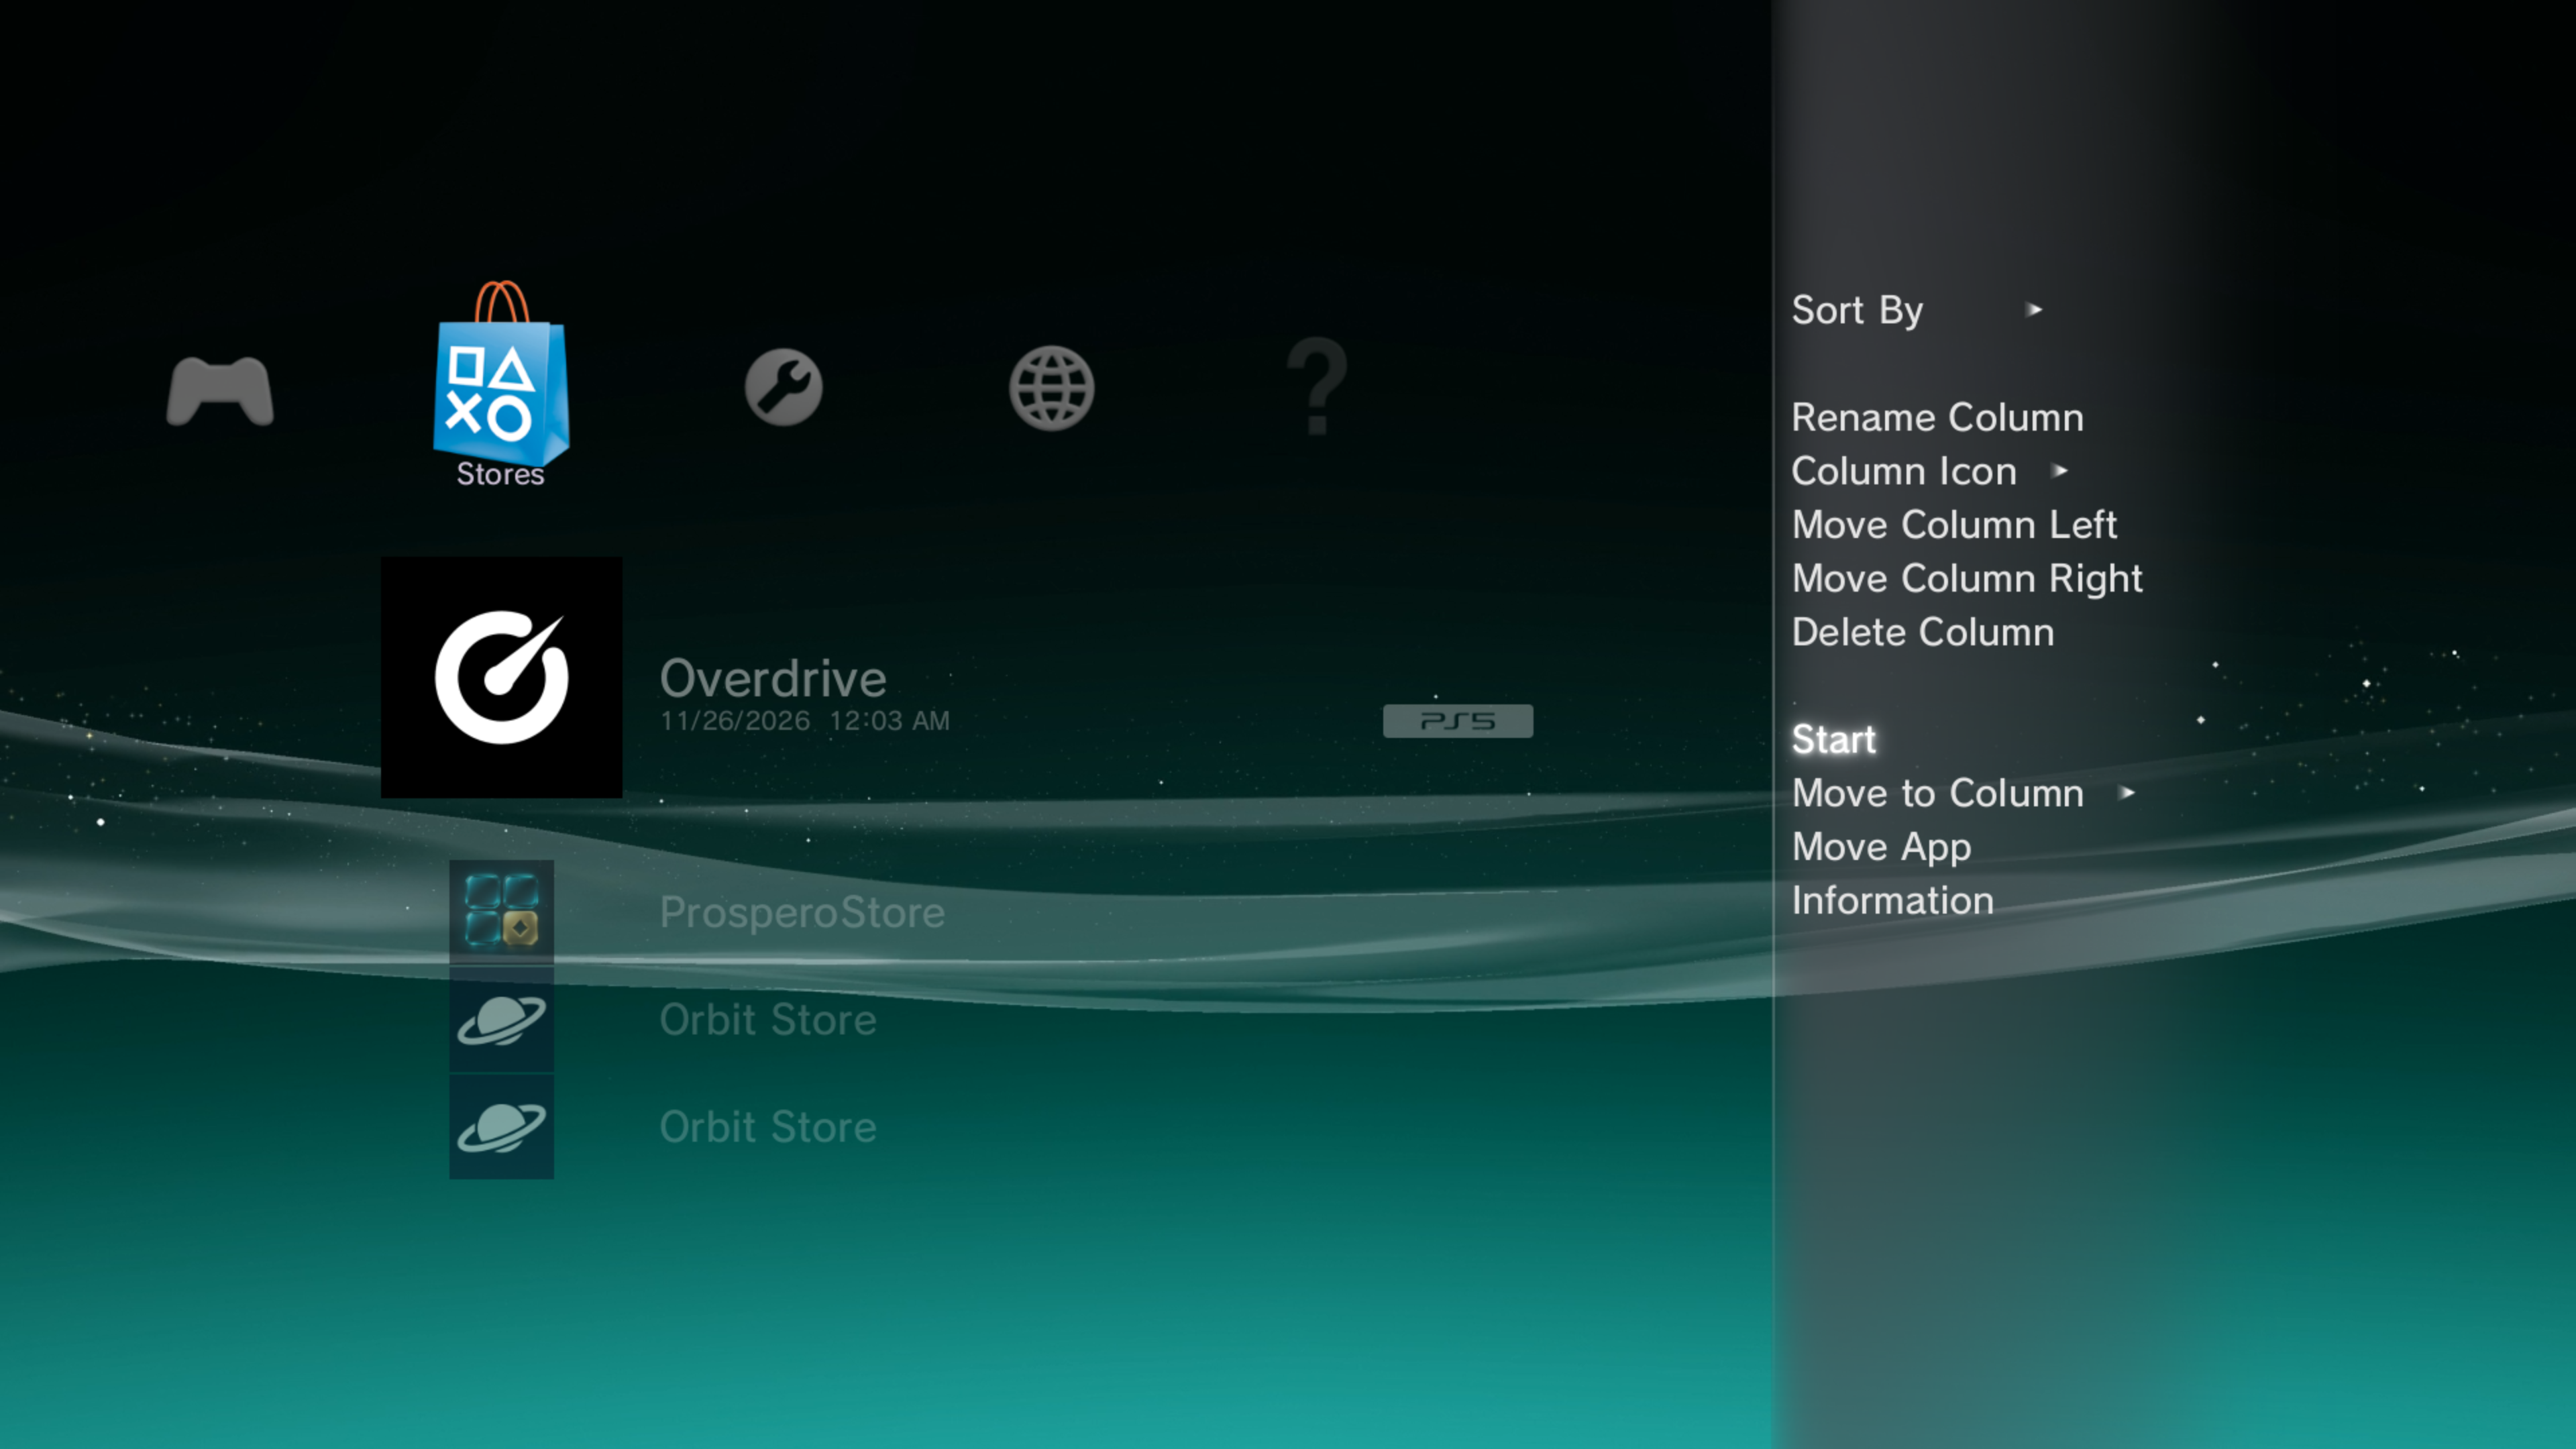 Stores
Overdrive
11/26/2026 12:03 AM
PS5
ProsperoStore
Orbit Store
Orbit Store
Sort By
Rename Column
Column Icon
Move Column Left
Move Column Right
Delete Column
Start
Move to Column
Move App
Information